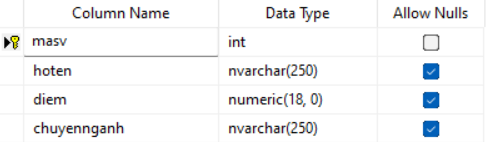 Column Name Data Type Allow Nulls
masv int
hoten nvarchar(250)
diem numeric(18, 0)
chuyennganh nvarchar(250)